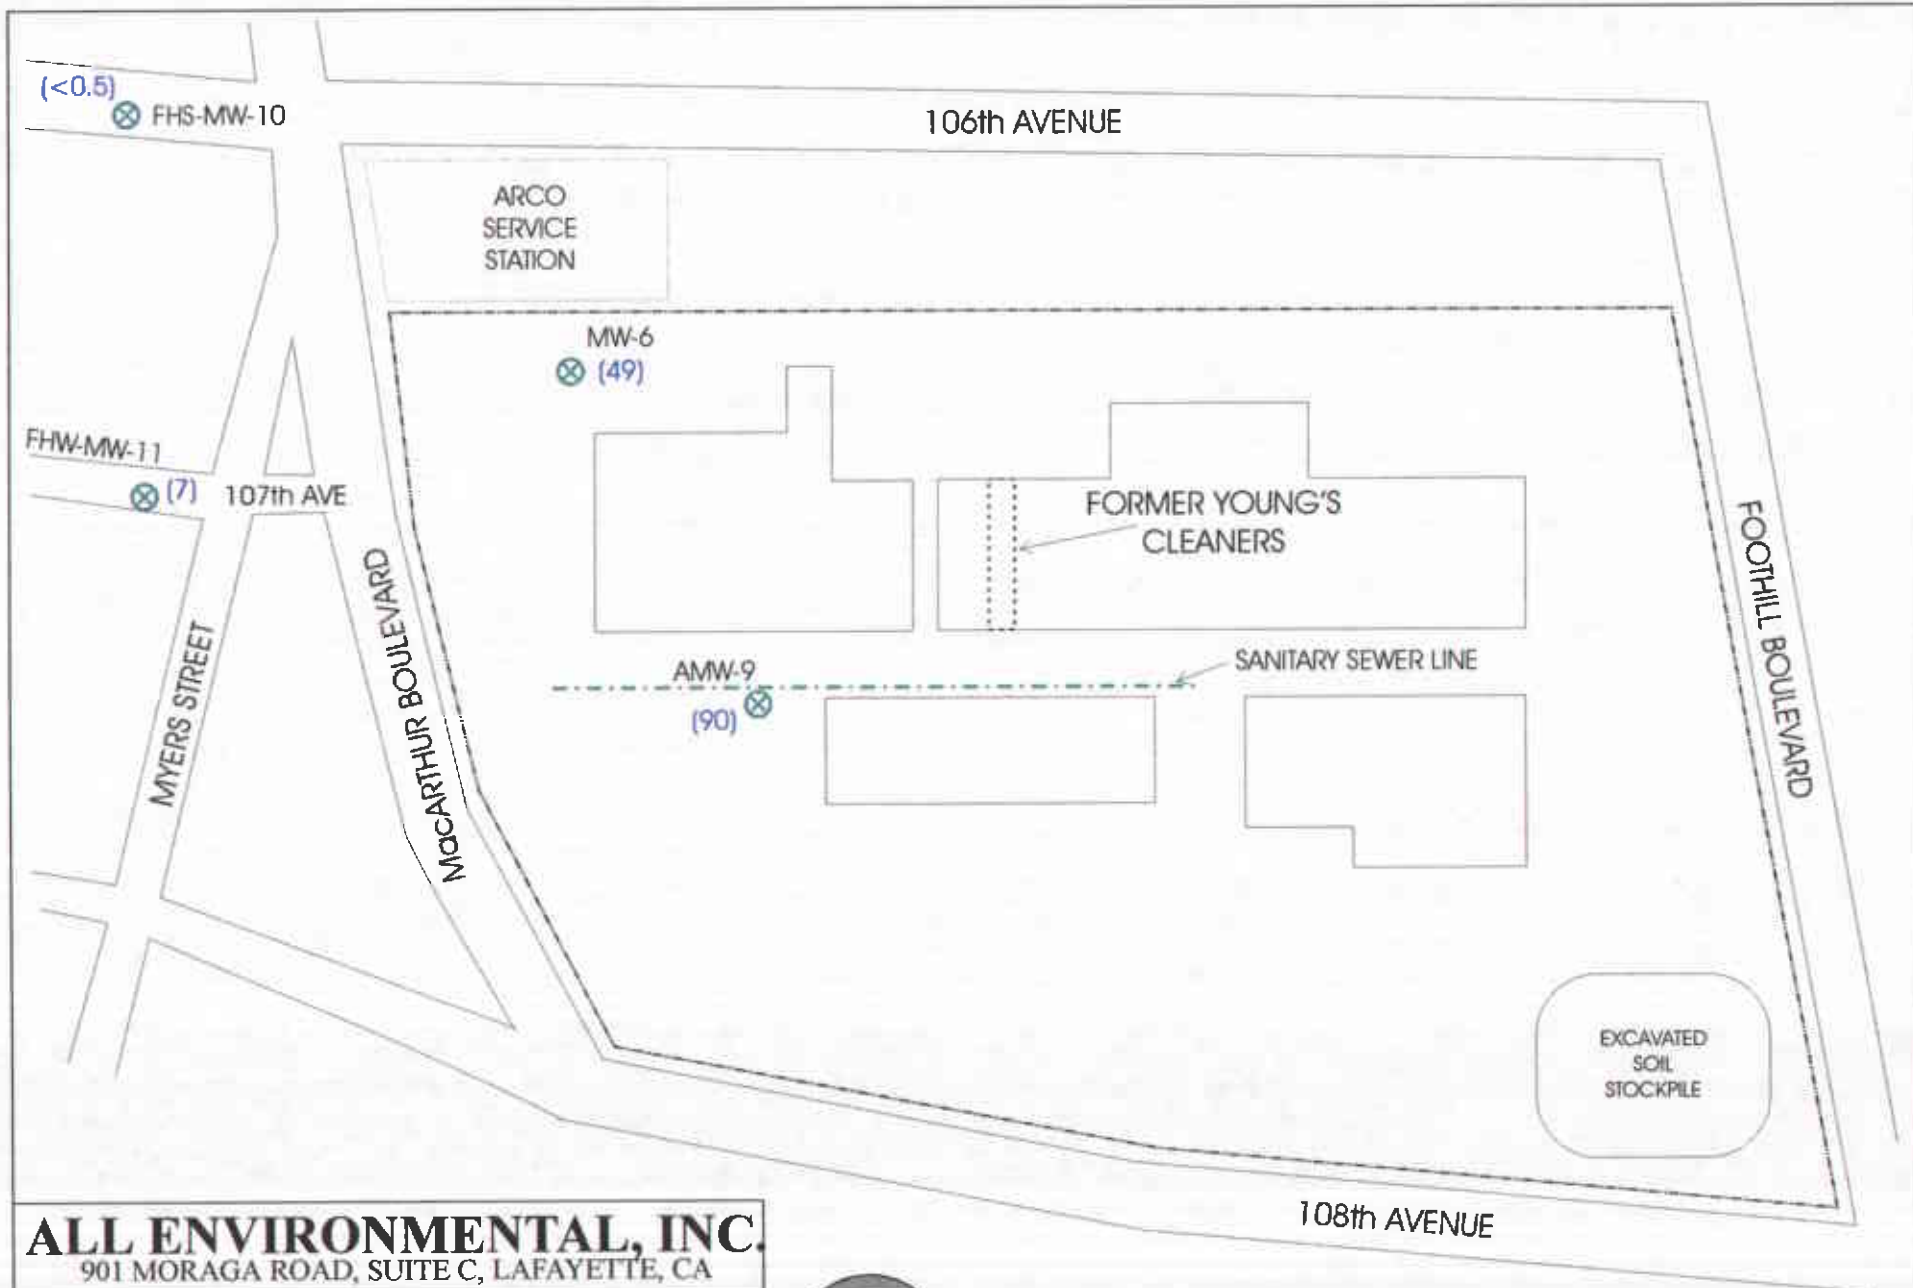 (<0.5)
FHS-MW-10
106th AVENUE
ARCO
SERVICE
STATION
MW-6
(49)
FHW-MW-11
(7)
107th AVE
FORMER YOUNG'S
CLEANERS
FOOTHILL BOULEVARD
MacARTHUR BOULEVARD
MYERS STREET
SANITARY SEWER LINE
AMW-9
(90)
EXCAVATED
SOIL
STOCKPILE
108th AVENUE
ALL ENVIRONMENTAL, INC.
901 MORAGA ROAD, SUITE C, LAFAYETTE, CA